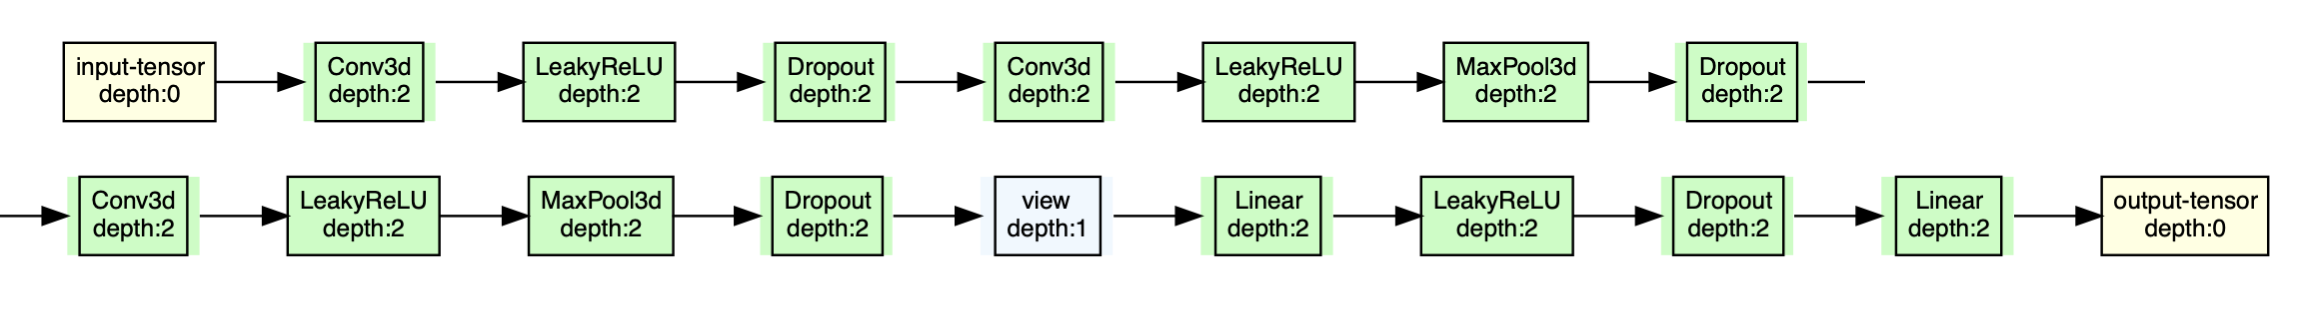 input-tensor
depth:0
Conv3d
depth:2
LeakyReLU
depth:2
Dropout
depth:2
Conv3d
depth:2
LeakyReLU
depth:2
MaxPool3d
depth:2
Dropout
depth:2
Conv3d
depth:2
LeakyReLU
depth:2
MaxPool3d
depth:2
Dropout
depth:2
view
depth:1
Linear
depth:2
LeakyReLU
depth:2
Dropout
depth:2
Linear
depth:2
output-tensor
depth:0